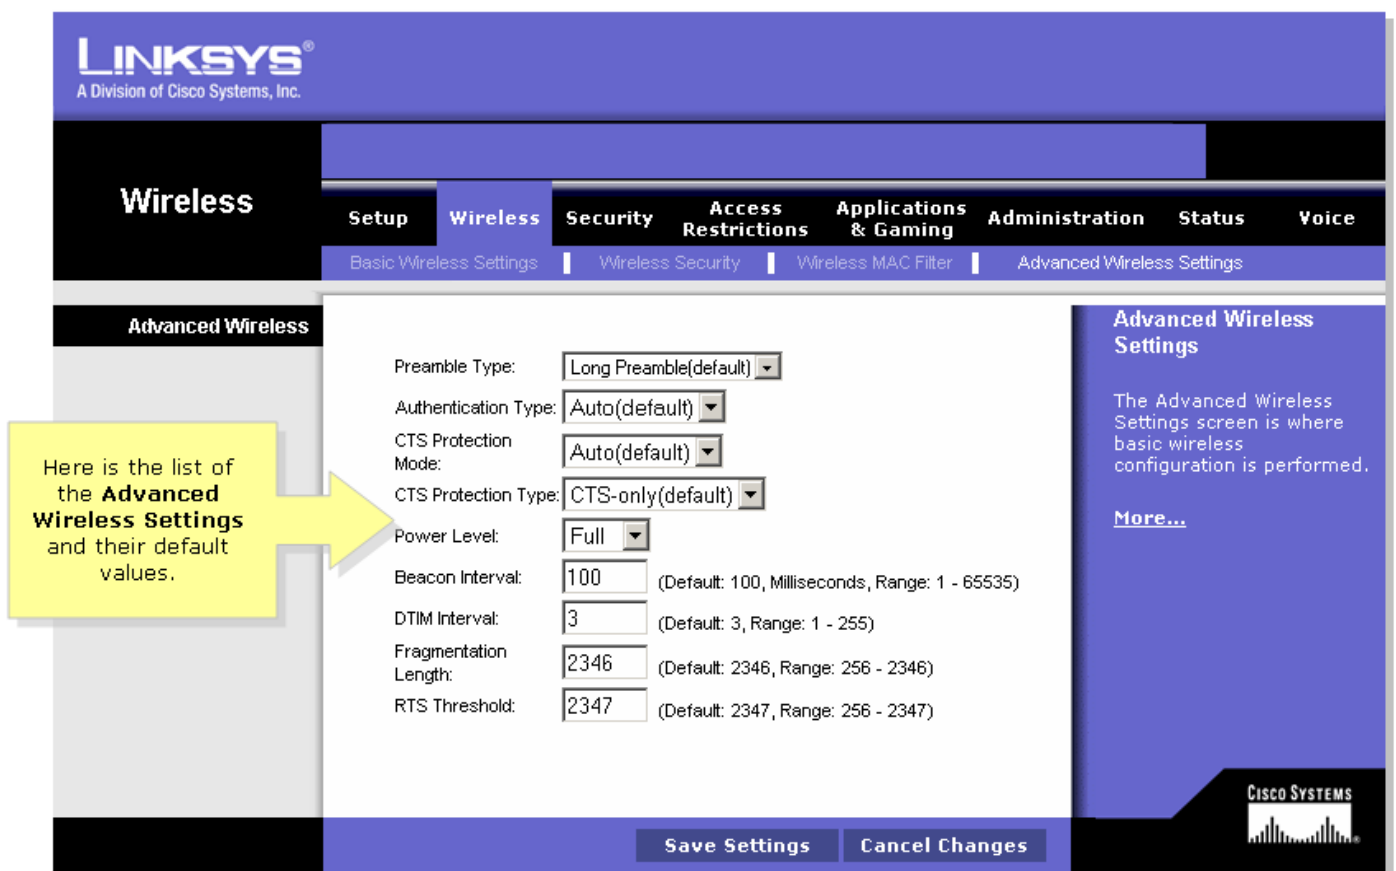 LINKSYS®
A Division of Cisco Systems, Inc.
Wireless
Setup
Wireless
Security
Access
Restrictions
Applications
& Gaming
Administration
Status
Voice
Basic Wireless Settings
Wireless Security
Wireless MAC Filter
Advanced Wireless Settings
Advanced Wireless
Preamble Type: Long Preamble(default)
Authentication Type: Auto(default)
CTS Protection
Mode: Auto(default)
CTS Protection Type: CTS-only(default)
Power Level: Full
Beacon Interval: 100 (Default: 100, Milliseconds, Range: 1 - 65535)
DTIM Interval: 3 (Default: 3, Range: 1 - 255)
Fragmentation
Length: 2346 (Default: 2346, Range: 256 - 2346)
RTS Threshold: 2347 (Default: 2347, Range: 256 - 2347)
Here is the list of
the Advanced
Wireless Settings
and their default
values.
Advanced Wireless
Settings
The Advanced Wireless
Settings screen is where
basic wireless
configuration is performed.
More...
Save Settings
Cancel Changes
CISCO SYSTEMS
®